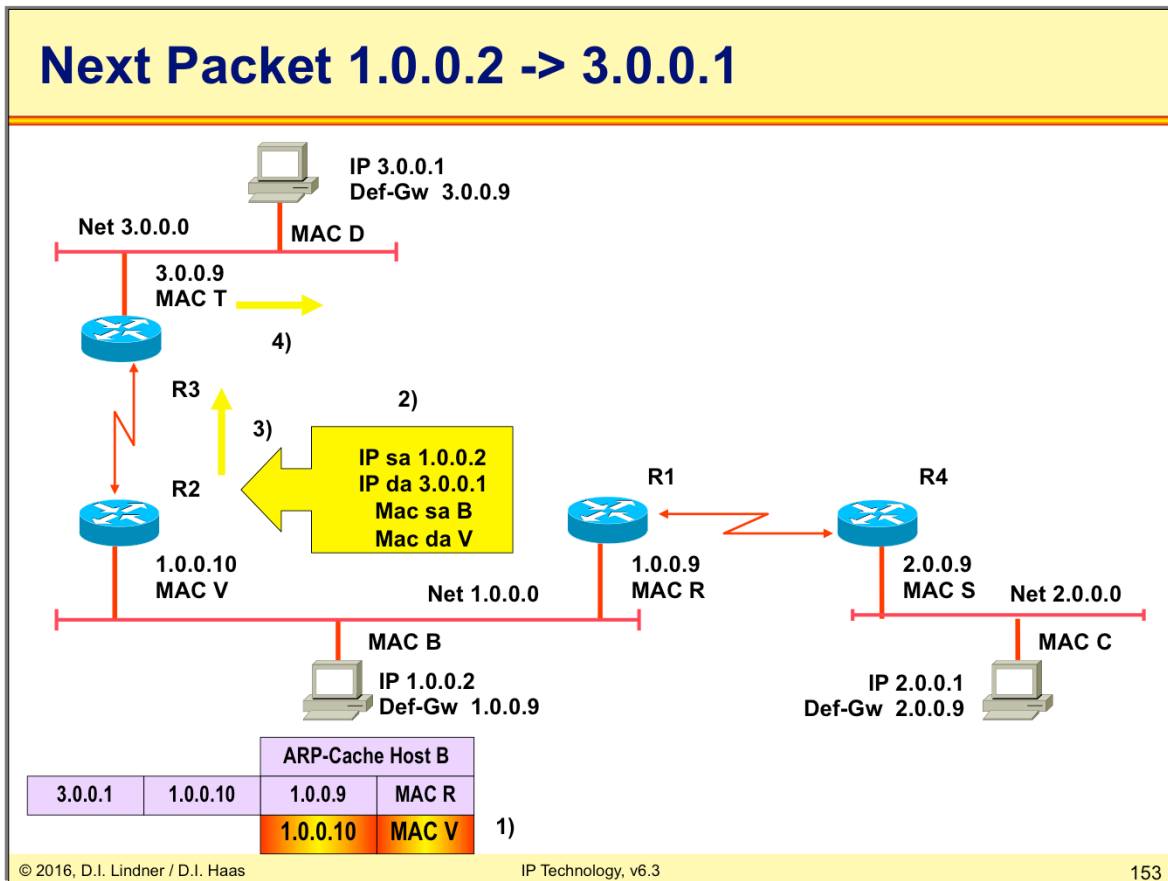 Next Packet 1.0.0.2 -> 3.0.0.1
IP 3.0.0.1
Def-Gw 3.0.0.9
Net 3.0.0.0
MAC D
3.0.0.9
MAC T
4)
R3
2)
3)
IP sa 1.0.0.2
IP da 3.0.0.1
Mac sa B
Mac da V
R2
R1
R4
1.0.0.10
MAC V
1.0.0.9
MAC R
2.0.0.9
MAC S
Net 1.0.0.0
Net 2.0.0.0
MAC B
MAC C
IP 1.0.0.2
Def-Gw 1.0.0.9
IP 2.0.0.1
Def-Gw 2.0.0.9
ARP-Cache Host B
3.0.0.1 1.0.0.10 1.0.0.9 MAC R
1.0.0.10 MAC V 1)
© 2016, D.I. Lindner / D.I. Haas IP Technology, v6.3 153